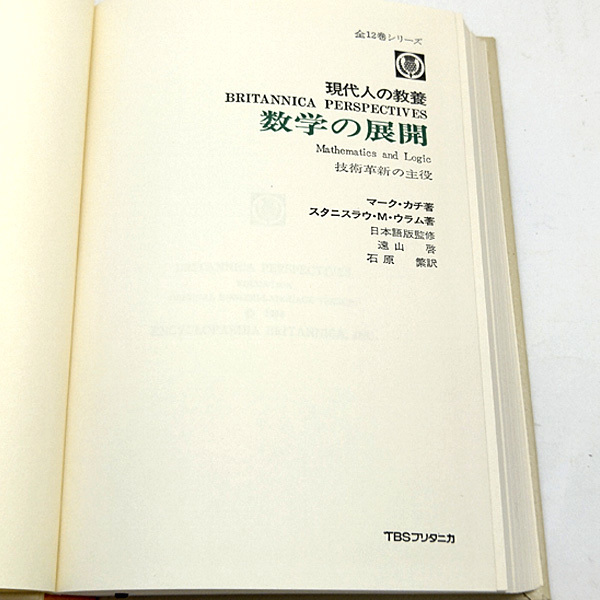 全12巻シリーズ
現代人の教養
BRITANNICA PERSPECTIVES
数学の展開
Mathematics and Logic
技術革新の主役
マーク・カチ著
スタニスラウ・M・ウラム著
日本語版監修
遠山 啓
石原 繁訳
TBSブリタニカ